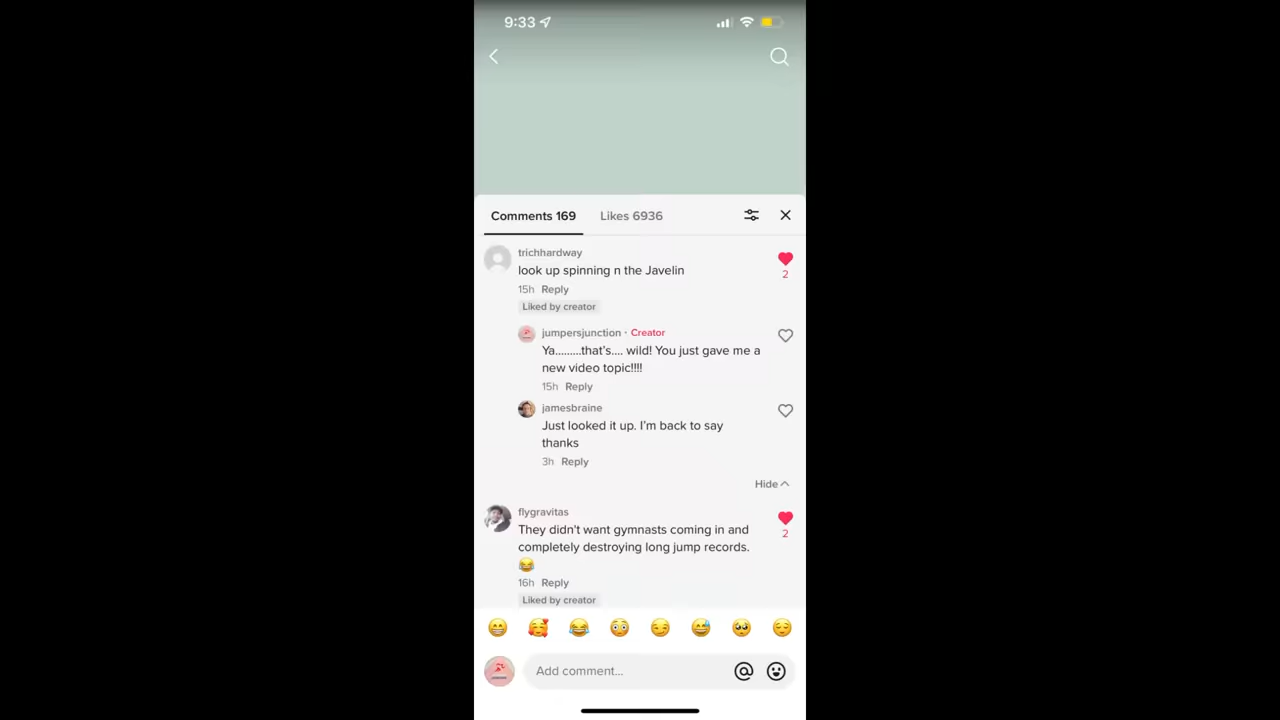 9:33
Comments 169 Likes 6936
trichhardway
look up spinning n the Javelin
2
15h Reply
Liked by creator
jumpersjunction · Creator
Ya.........that's.... wild! You just gave me a
new video topic!!!!
15h Reply
jamesbraine
Just looked it up. I'm back to say
thanks
3h Reply
Hide
flygravitas
They didn't want gymnasts coming in and
completely destroying long jump records.
😂
2
16h Reply
Liked by creator
Add comment...